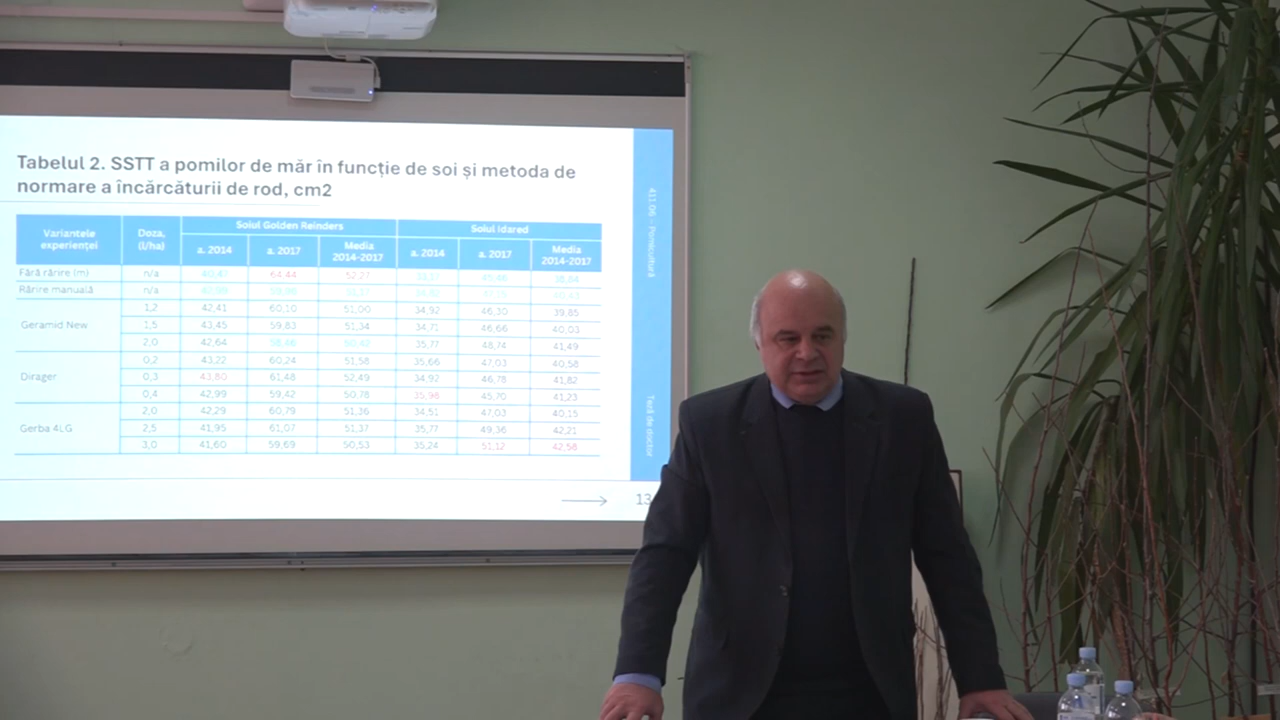 Tabelul 2. SSTT a pomilor de măr în funcție de soi și metoda de
normare a încărcăturii de rod, cm2
Variantele experienței Doza, (l/ha) Soiul Golden Reinders Soiul Idared
a. 2014 a. 2017 Media 2014-2017 a. 2014 a. 2017 Media 2014-2017
Fără rărire (m) n/a 40,47 64,44 52,27
Rărire manuală n/a
Geramid New
1,2 42,41 60,10 51,00 34,92 46,30 39,85
1,5 43,45 59,83 51,34 34,71 46,66 40,03
2,0 42,64 58,66 50,42 35,77 48,74 41,49
Dirager
0,2 43,22 60,24 51,58 35,66 47,03 40,58
0,3 43,80 61,48 52,49 34,92 46,78 41,82
0,4 42,99 59,42 50,78 35,98 45,70 41,23
Gerba 4LG
2,0 42,29 60,79 51,36 34,51 47,03 40,15
2,5 41,95 61,07 51,37 35,77 49,36 42,21
3,0 41,60 59,69 50,53 35,24 51,12 42,58
411.06 - Pomicultură
Teză de doctor
13